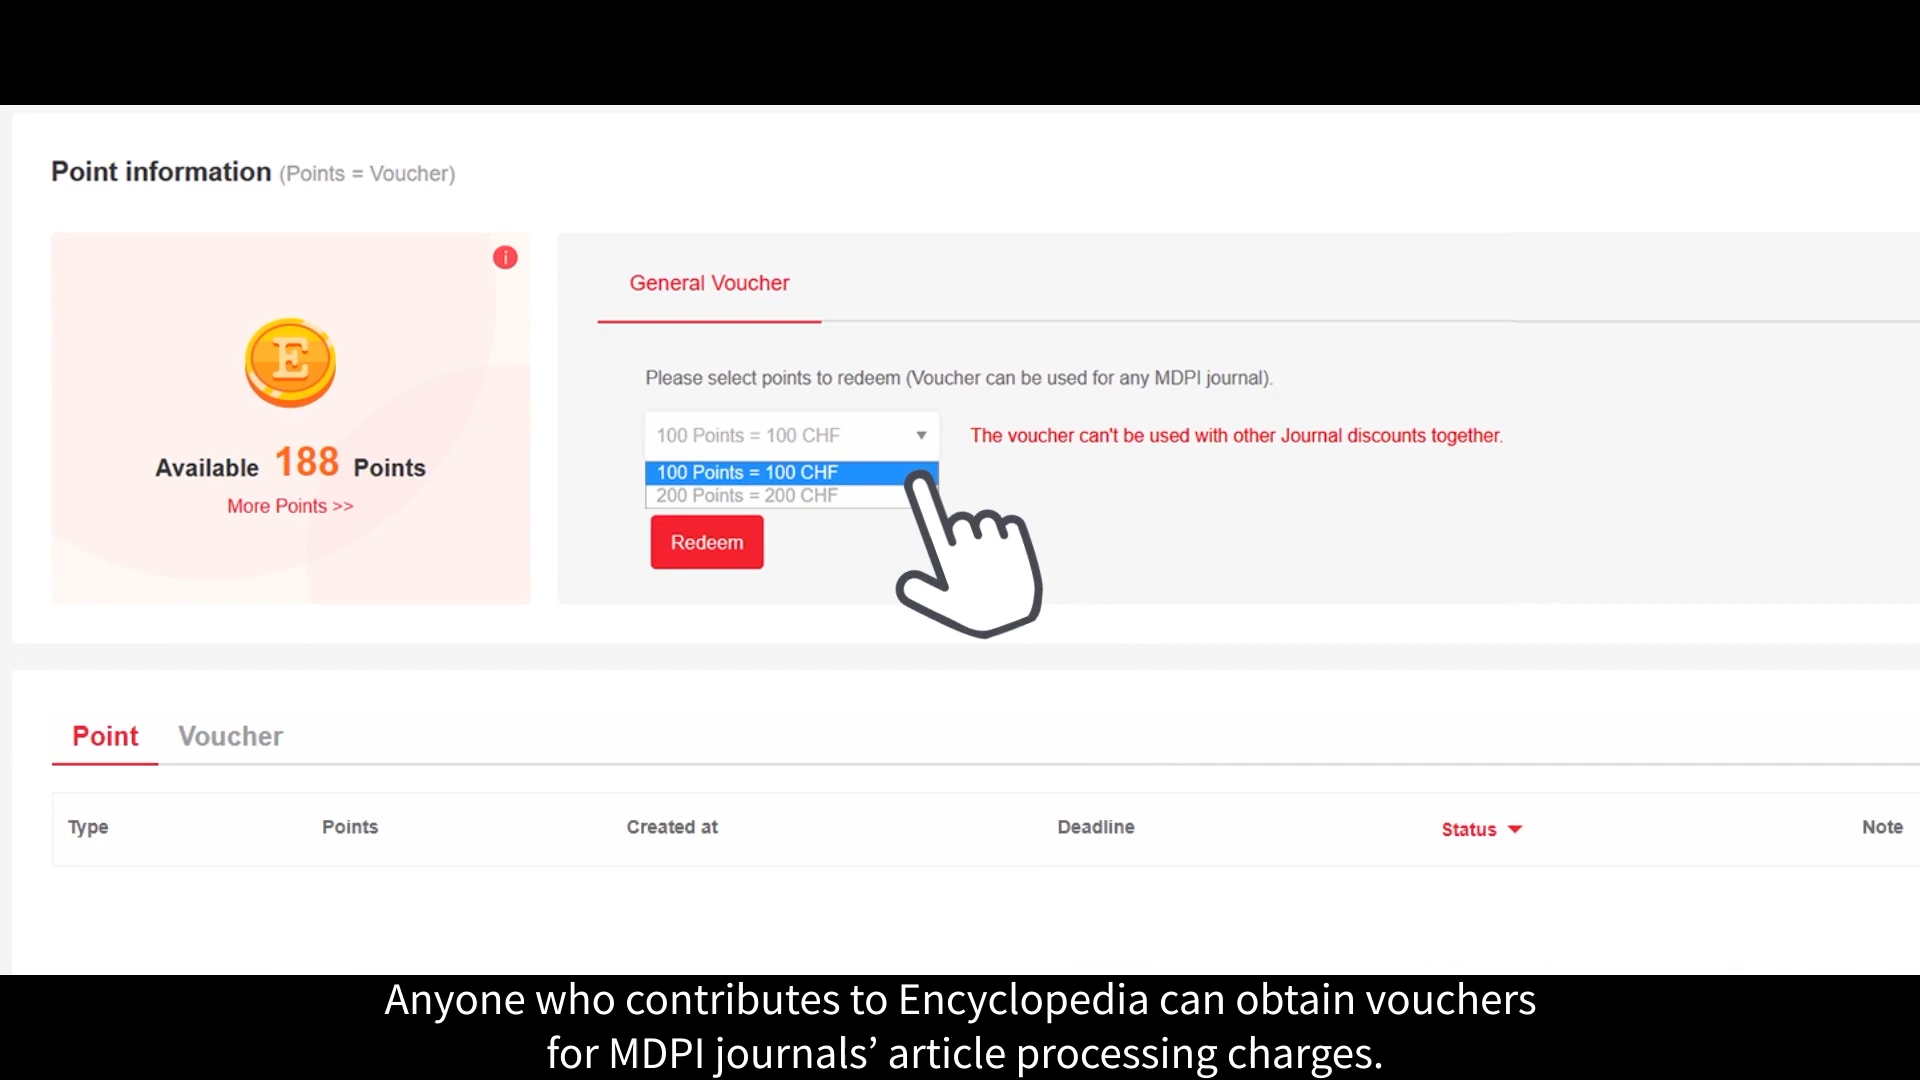 Point information (Points = Voucher)
i
E
Available 188 Points
More Points >>
General Voucher
Please select points to redeem (Voucher can be used for any MDPI journal).
100 Points = 100 CHF
The voucher can't be used with other Journal discounts together.
100 Points = 100 CHF
200 Points = 200 CHF
Redeem
Point Voucher
Type Points Created at Deadline Status Note
Anyone who contributes to Encyclopedia can obtain vouchers
for MDPI journals’ article processing charges.